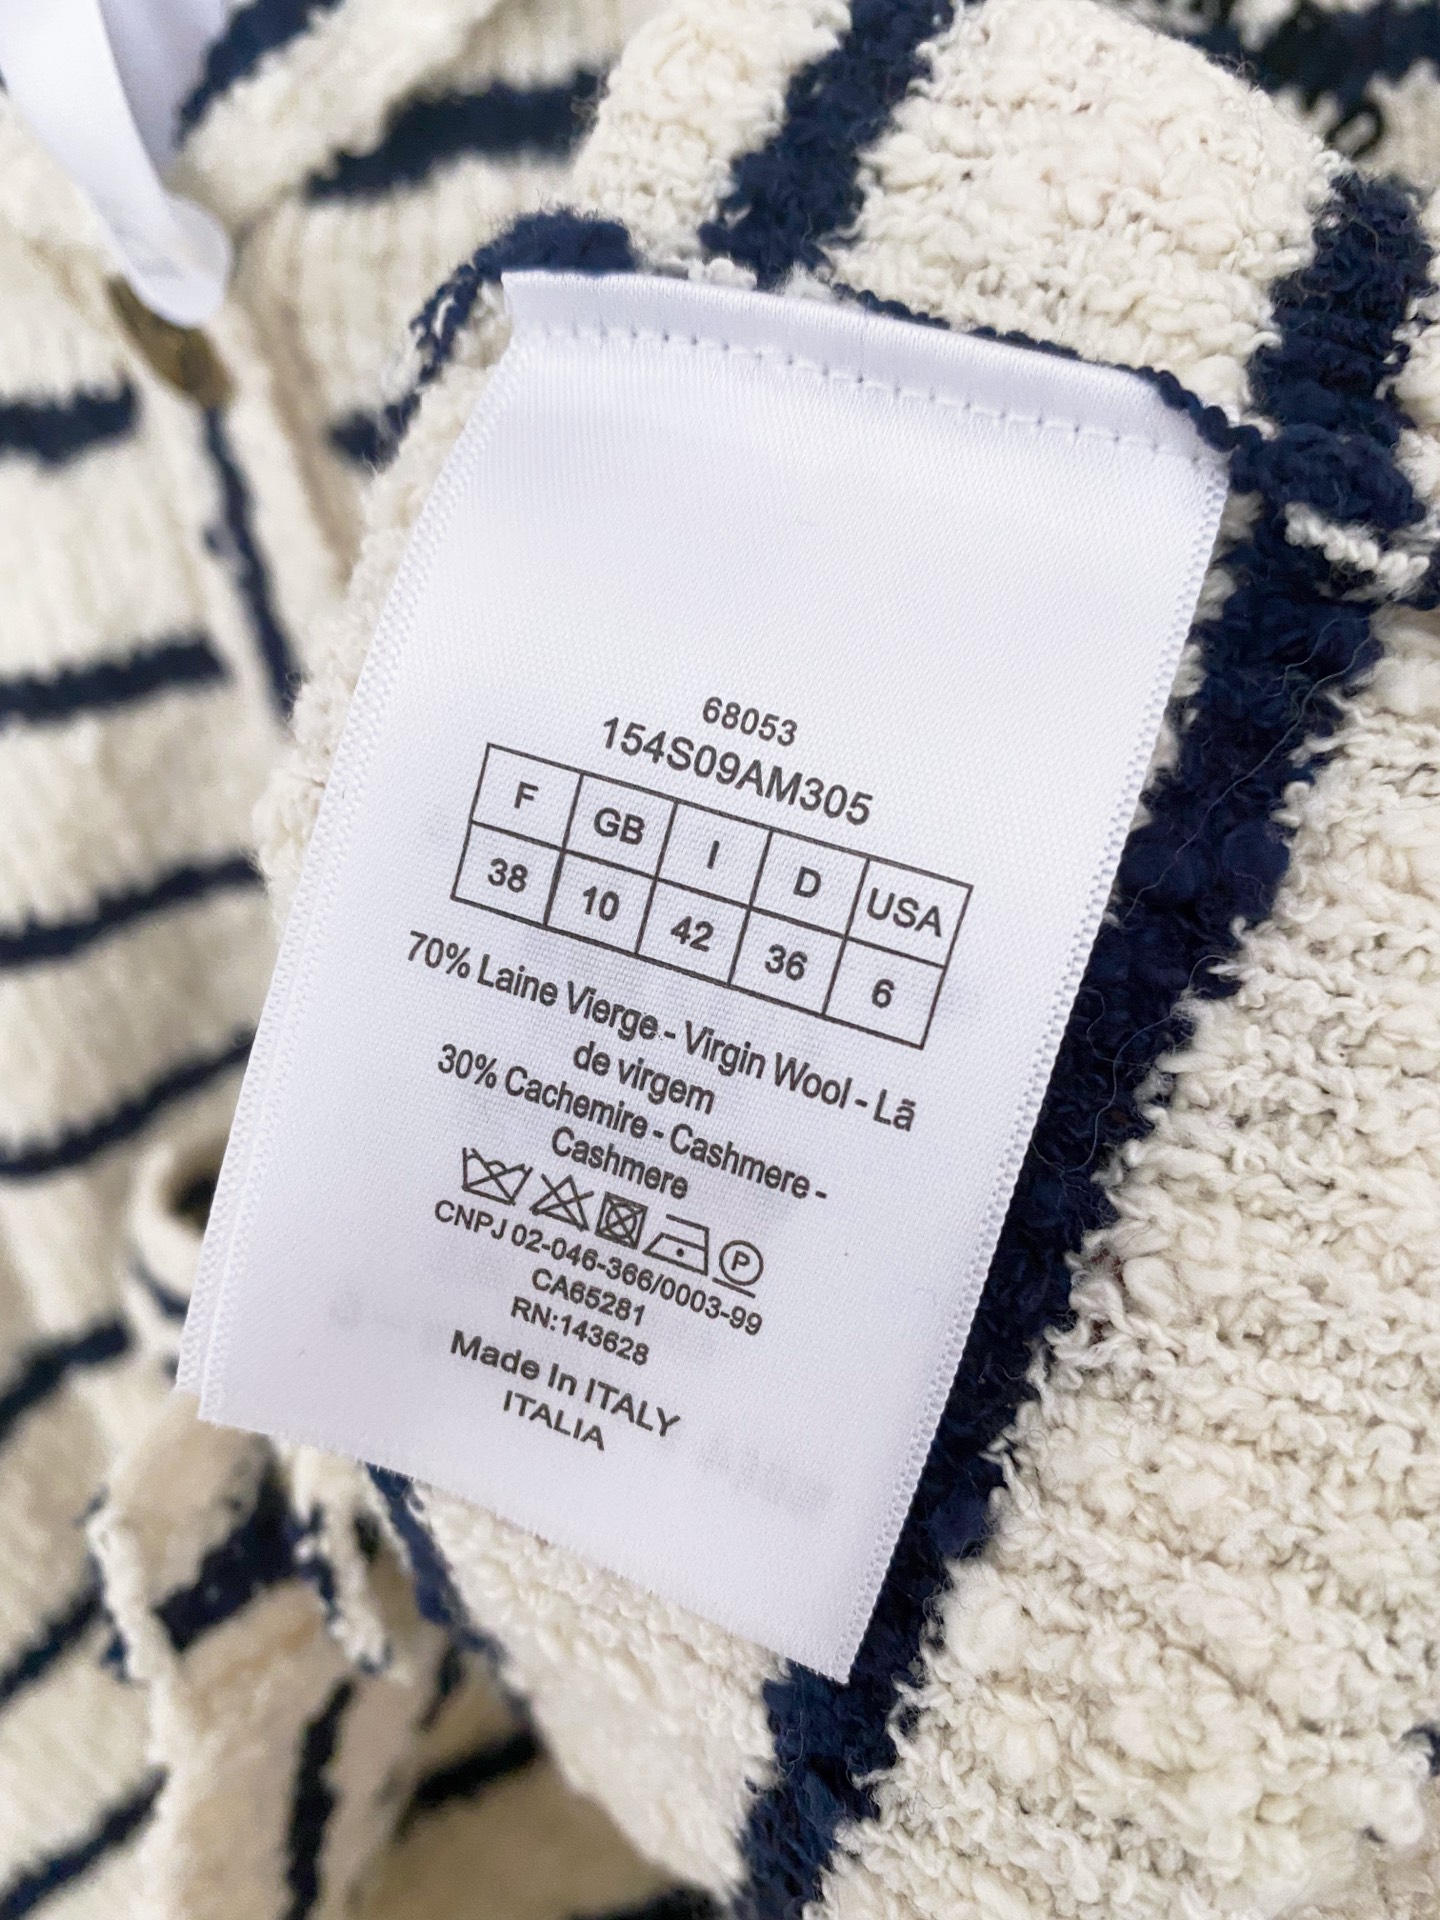 68053
154S09AM305
F GB I D USA
38 10 42 36 6
70% Laine Vierge - Virgin Wool - Lã
de virgem
30% Cachemire - Cashmere -
Cashmere
P
CNPJ 02-046-366/0003-99
CA65281
RN:143628
Made In ITALY
ITALIA